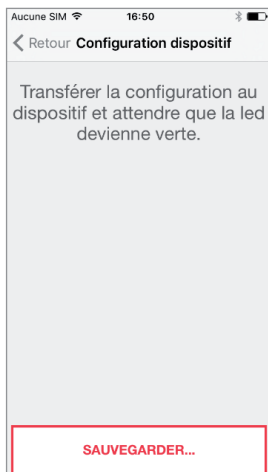 Aucune SIM 16:50
Retour Configuration dispositif
Transférer la configuration au
dispositif et attendre que la led
devienne verte.
SAUVEGARDER...